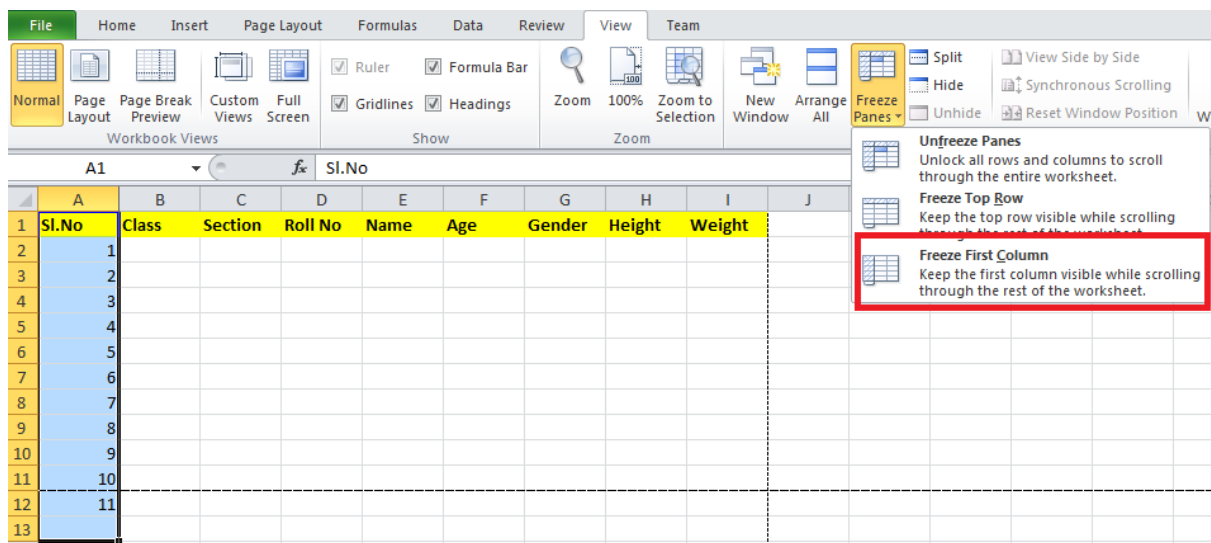 File Home Insert Page Layout Formulas Data Review View Team
Normal Page Layout Page Break Preview Custom Views Full Screen
Workbook Views
Ruler Formula Bar
Gridlines Headings
Show
Zoom 100% Zoom to Selection
Zoom
New Window Arrange All Freeze Panes
Split
Hide
Unhide
View Side by Side
Synchronous Scrolling
Reset Window Position
W
Unfreeze Panes
Unlock all rows and columns to scroll
through the entire worksheet.
Freeze Top Row
Keep the top row visible while scrolling
through the rest of the worksheet.
Freeze First Column
Keep the first column visible while scrolling
through the rest of the worksheet.
A1 fx Sl.No
A B C D E F G H I J
1 Sl.No Class Section Roll No Name Age Gender Height Weight
2 1
3 2
4 3
5 4
6 5
7 6
8 7
9 8
10 9
11 10
12 11
13